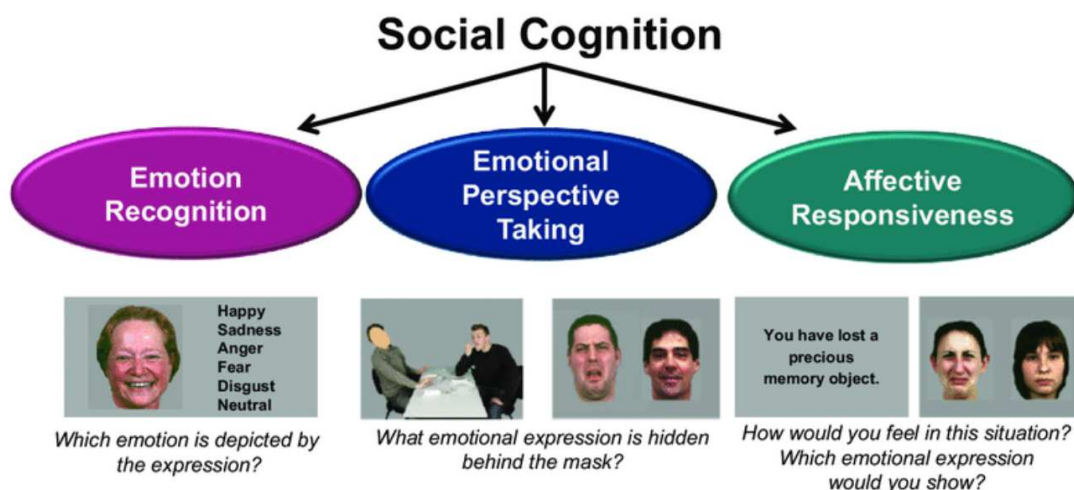 Social Cognition
Emotion
Recognition
Emotional
Perspective
Taking
Affective
Responsiveness
Happy
Sadness
Anger
Fear
Disgust
Neutral
Which emotion is depicted by
the expression?
What emotional expression is hidden
behind the mask?
You have lost a
precious
memory object.
How would you feel in this situation?
Which emotional expression
would you show?